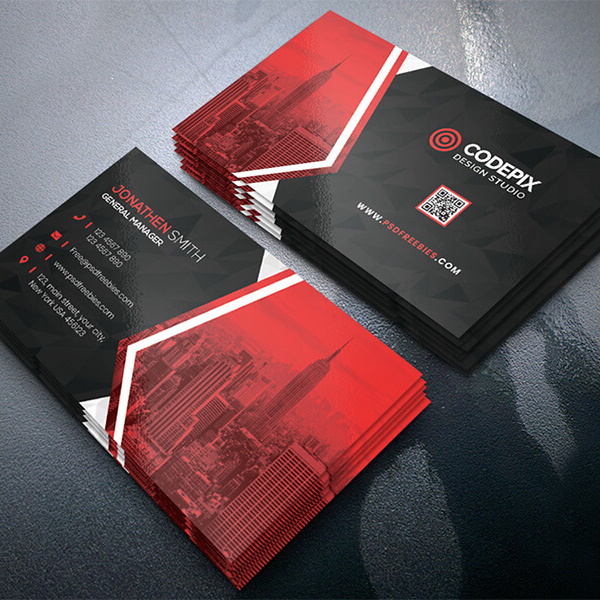 JONATHEN SMITH
GENERAL MANAGER
123 4567 890
123 4567 890
Free@psdfreebies.com
www.psdfreebies.com
123, main street, your city,
New York USA 45623
CODEPIX
DESIGN STUDIO
WWW.PSDFREEBIES.COM